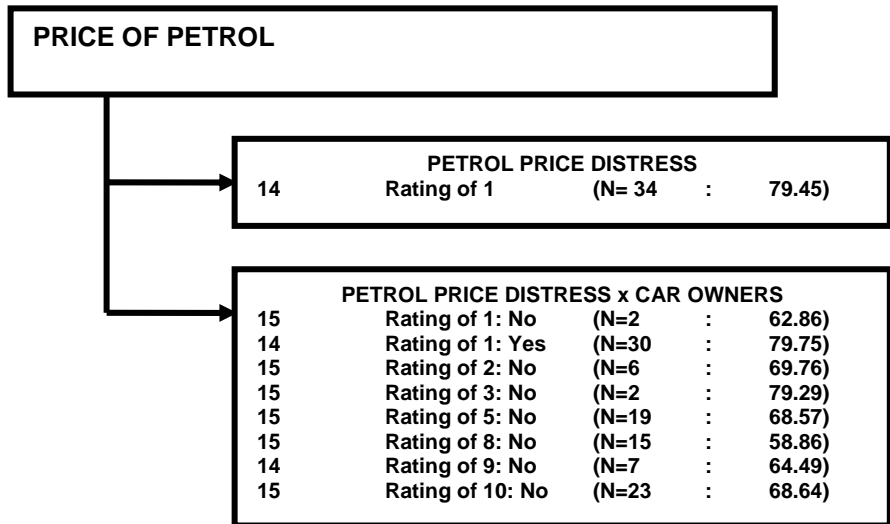 PRICE OF PETROL
PETROL PRICE DISTRESS
14 Rating of 1 (N= 34 : 79.45)
PETROL PRICE DISTRESS x CAR OWNERS
15 Rating of 1: No (N=2 : 62.86)
14 Rating of 1: Yes (N=30 : 79.75)
15 Rating of 2: No (N=6 : 69.76)
15 Rating of 3: No (N=2 : 79.29)
15 Rating of 5: No (N=19 : 68.57)
15 Rating of 8: No (N=15 : 58.86)
14 Rating of 9: No (N=7 : 64.49)
15 Rating of 10: No (N=23 : 68.64)